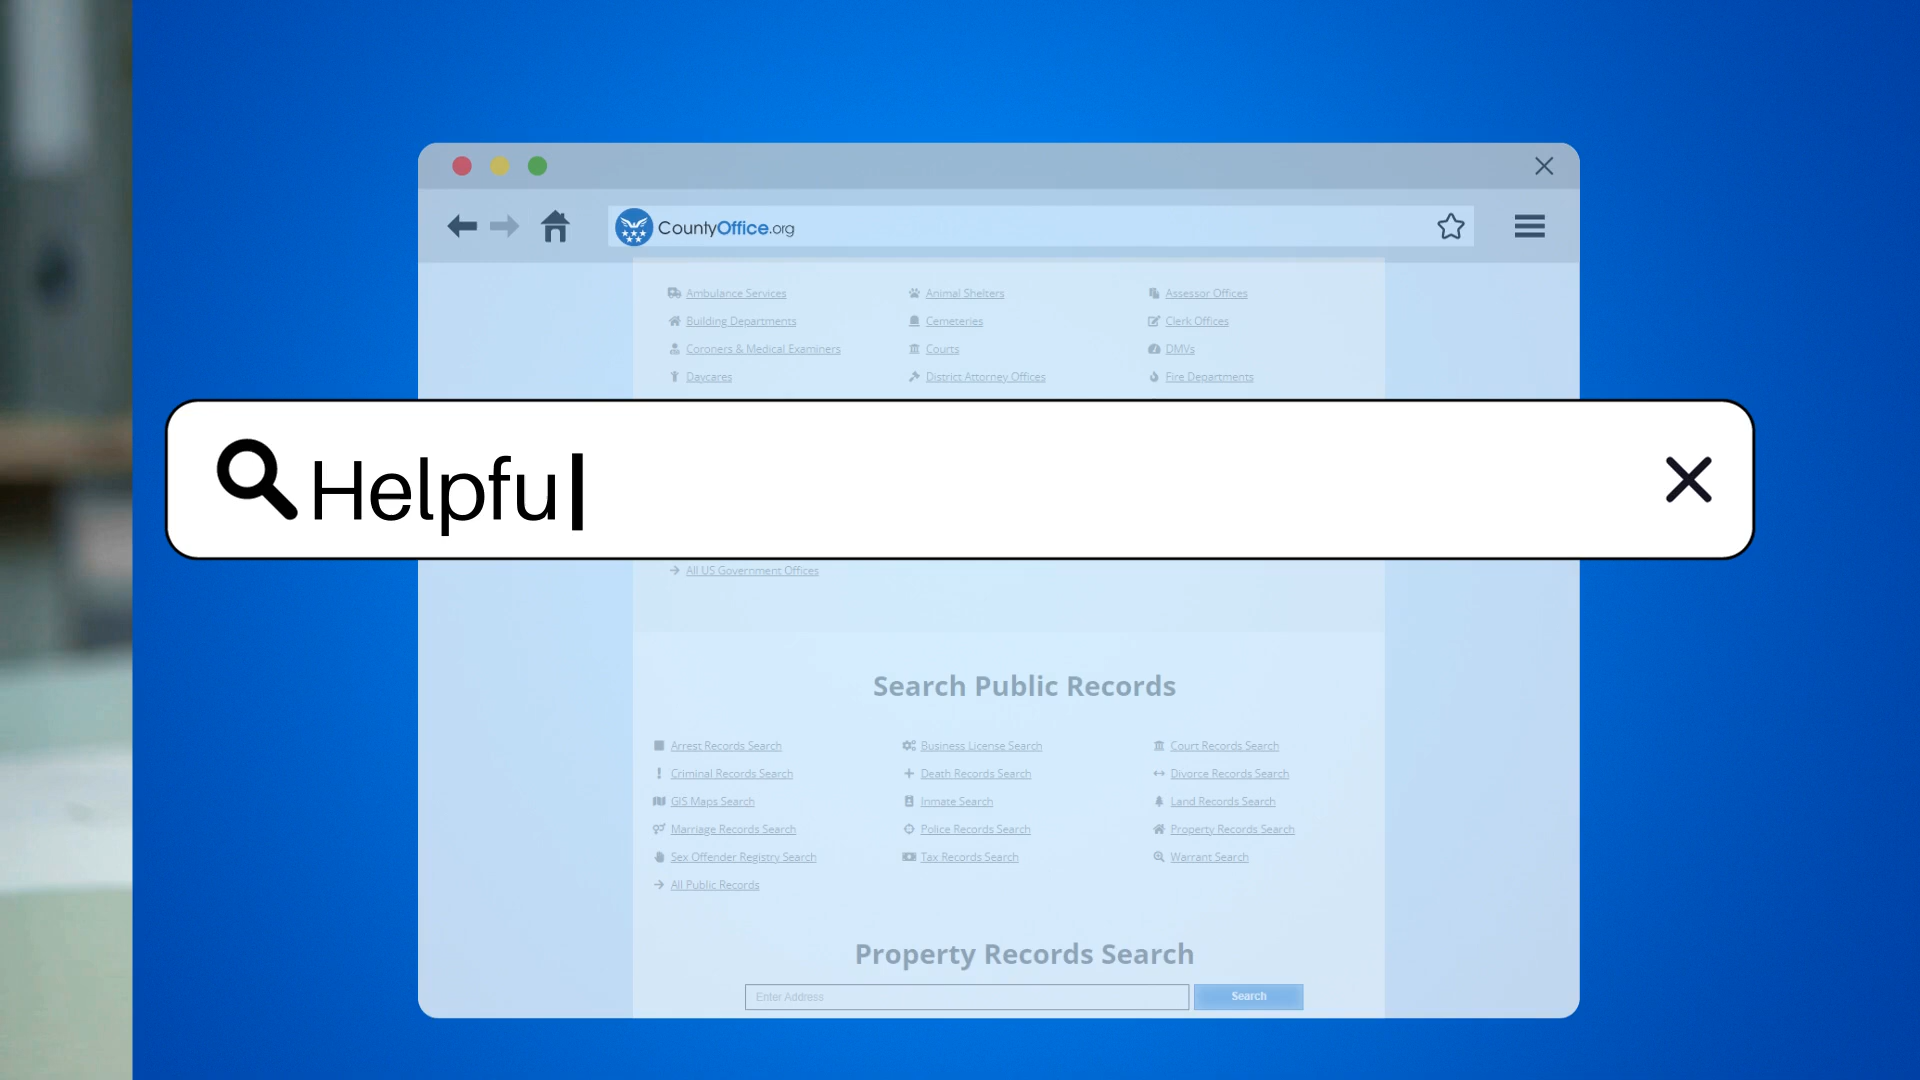 CountyOffice.org
Ambulance Services Animal Shelters Assessor Offices
Building Departments Cemeteries Clerk Offices
Coroners & Medical Examiners Courts DMVs
Daycares District Attorney Offices Fire Departments
Helpfu
All US Government Offices
Search Public Records
Arrest Records Search Business License Search Court Records Search
Criminal Records Search Death Records Search Divorce Records Search
GIS Maps Search Inmate Search Land Records Search
Marriage Records Search Police Records Search Property Records Search
Sex Offender Registry Search Tax Records Search Warrant Search
All Public Records
Property Records Search
Enter Address Search